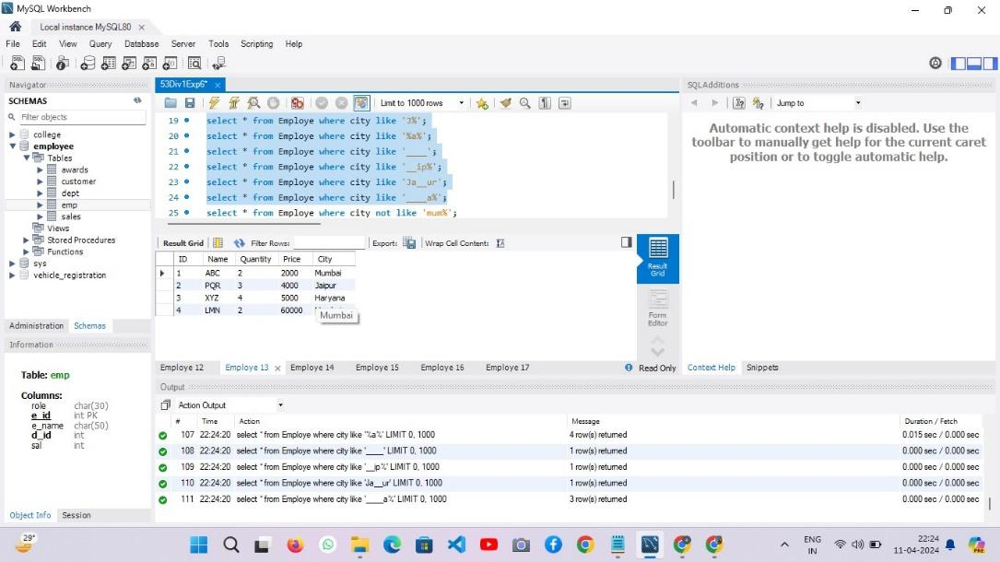 MySQL Workbench
Local instance MySQL80 ×
File Edit View Query Database Server Tools Scripting Help
Navigator
SCHEMAS
Filter objects
college
employee
Tables
awards
customer
dept
emp
sales
Views
Stored Procedures
Functions
sys
vehicle_registration
Administration Schemas
Information
Table: emp
Columns:
role char(30)
e_id int PK
e_name char(50)
d_id int
sal int
Object Info Session
53Div1Exp6* ×
Limit to 1000 rows
19 select * from Employe where city like 'J%';
20 select * from Employe where city like '%a%';
21 select * from Employe where city like '____';
22 select * from Employe where city like '__ip%';
23 select * from Employe where city like 'Ja__ur';
24 select * from Employe where city like '____a%';
25 select * from Employe where city not like 'mum%';
Result Grid Filter Rows: Export: Wrap Cell Content:
ID Name Quantity Price City
1 ABC 2 2000 Mumbai
2 PQR 3 4000 Jaipur
3 XYZ 4 5000 Haryana
4 LMN 2 60000
Mumbai
Result Grid
Form Editor
Employe 12 Employe 13 × Employe 14 Employe 15 Employe 16 Employe 17
Read Only
SQLAdditions
Jump to
Automatic context help is disabled. Use the
toolbar to manually get help for the current caret
position or to toggle automatic help.
Context Help Snippets
Output
Action Output
# Time Action Message Duration / Fetch
107 22:24:20 select * from Employe where city like '%a%' LIMIT 0, 1000 4 row(s) returned 0.015 sec / 0.000 sec
108 22:24:20 select * from Employe where city like '____' LIMIT 0, 1000 1 row(s) returned 0.000 sec / 0.000 sec
109 22:24:20 select * from Employe where city like '__ip%' LIMIT 0, 1000 1 row(s) returned 0.000 sec / 0.000 sec
110 22:24:20 select * from Employe where city like 'Ja__ur' LIMIT 0, 1000 1 row(s) returned 0.000 sec / 0.000 sec
111 22:24:20 select * from Employe where city like '____a%' LIMIT 0, 1000 3 row(s) returned 0.000 sec / 0.000 sec
29°
ENG
IN
22:24
11-04-2024
PRE